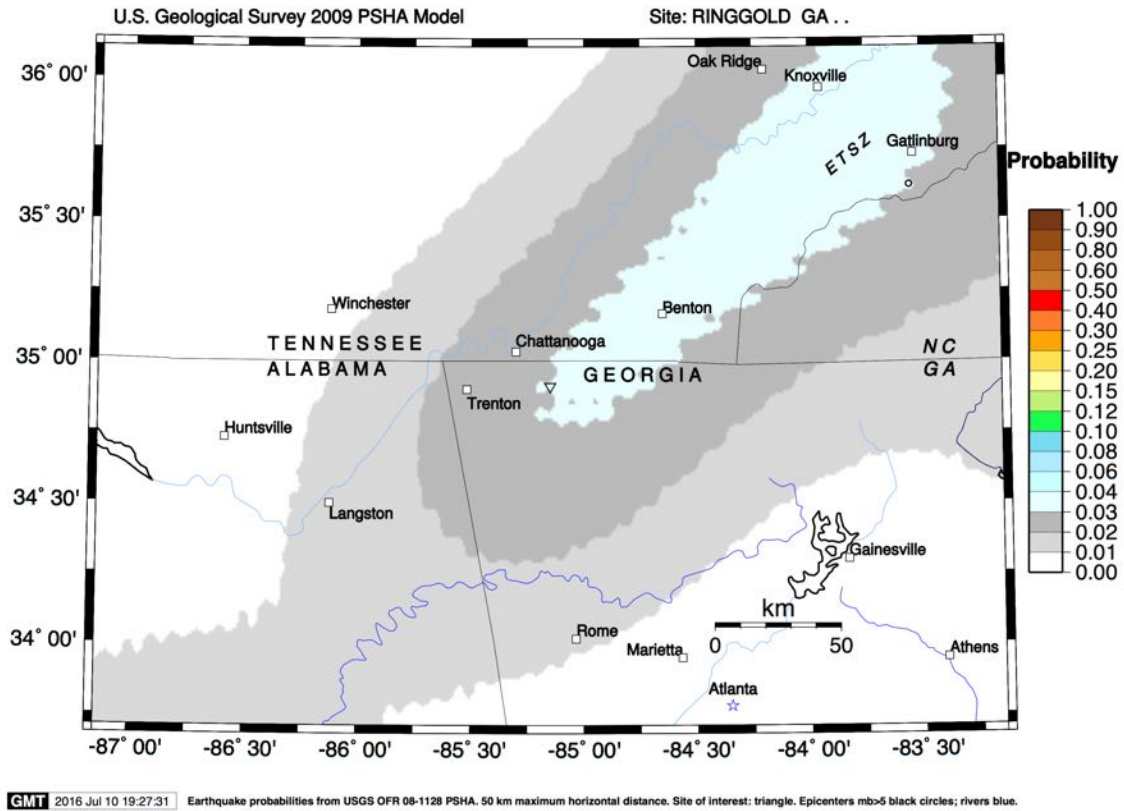 U.S. Geological Survey 2009 PSHA Model Site: RINGGOLD GA . .
36° 00'
35° 30'
35° 00'
34° 30'
34° 00'
Oak Ridge
Knoxville
Gatlinburg
ETSZ
Winchester
Benton
TENNESSEE
Chattanooga
ALABAMA
GEORGIA
NC
GA
Trenton
Huntsville
Langston
Gainesville
km
0 50
Rome
Marietta
Athens
Atlanta
-87° 00' -86° 30' -86° 00' -85° 30' -85° 00' -84° 30' -84° 00' -83° 30'
Probability
1.00
0.90
0.80
0.60
0.50
0.40
0.30
0.25
0.20
0.15
0.12
0.10
0.08
0.06
0.04
0.03
0.02
0.01
0.00
GMT 2016 Jul 10 19:27:31 Earthquake probabilities from USGS OFR 08-1128 PSHA. 50 km maximum horizontal distance. Site of interest: triangle. Epicenters mb>5 black circles; rivers blue.